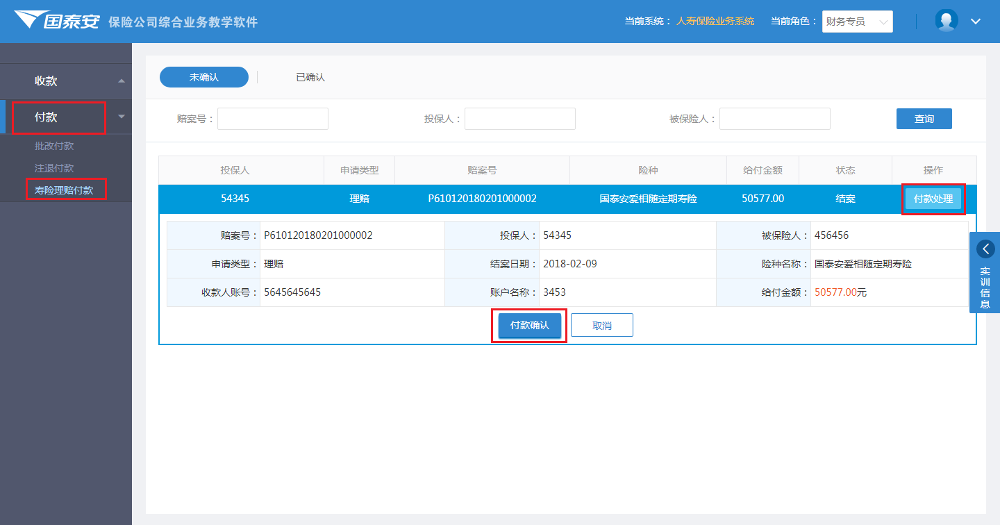 国泰安 保险公司综合业务教学软件
当前系统： 人寿保险业务系统 当前角色： 财务专员
收款
付款
批改付款
注退付款
寿险理赔付款
未确认 已确认
赔案号： 投保人： 被保险人： 查询
投保人 申请类型 赔案号 险种 给付金额 状态 操作
54345 理赔 P610120180201000002 国泰安爱相随定期寿险 50577.00 结案 付款处理
赔案号： P610120180201000002 投保人： 54345 被保险人： 456456
申请类型： 理赔 结案日期： 2018-02-09 险种名称： 国泰安爱相随定期寿险
收款人账号： 5645645645 账户名称： 3453 给付金额： 50577.00元
付款确认 取消
实训信息